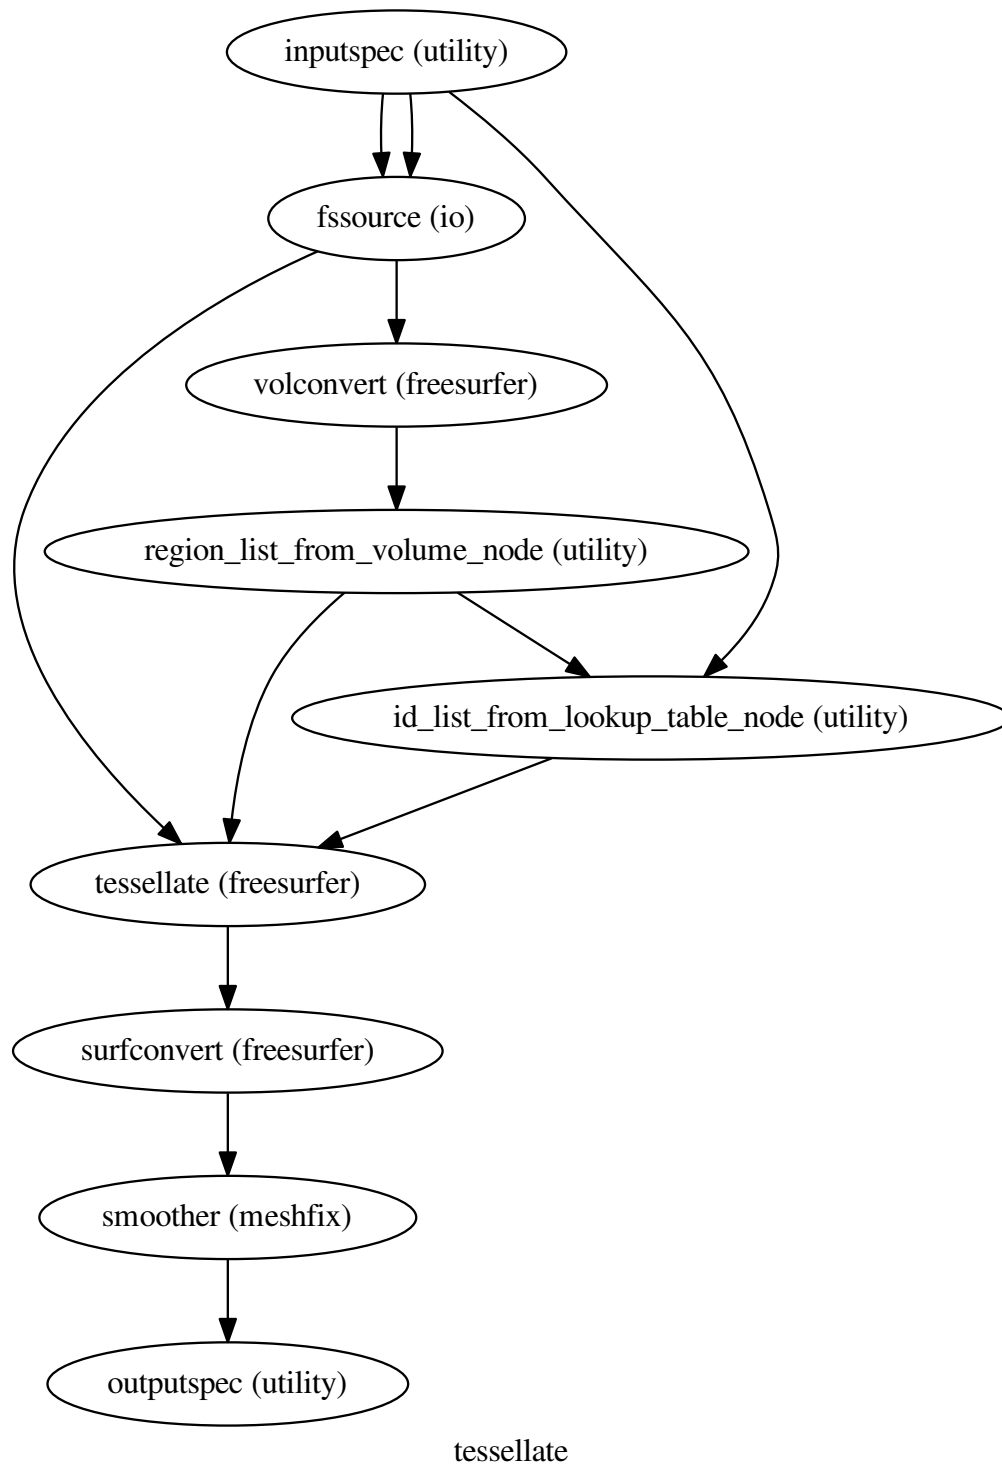 inputspec (utility)
fssource (io)
volconvert (freesurfer)
region_list_from_volume_node (utility)
id_list_from_lookup_table_node (utility)
tessellate (freesurfer)
surfconvert (freesurfer)
smoother (meshfix)
outputspec (utility)
tessellate